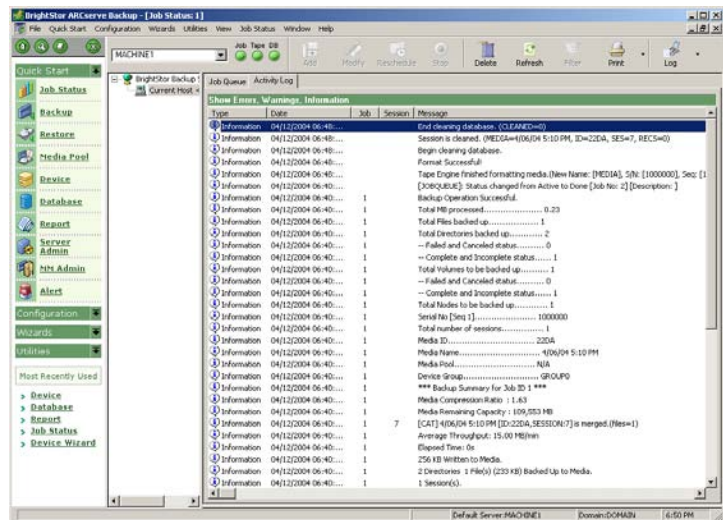 BrightStor ARCserve Backup - [Job Status: 1]
File Quick Start Configuration Wizards Utilities View Job Status Window Help
MACHINE1
Job Tape DB
Add Modify Reschedule Stop Delete Refresh Filter Print Log
Quick Start
Job Status
Backup
Restore
Media Pool
Device
Database
Report
Server Admin
MM Admin
Alert
Configuration
Wizards
Utilities
Most Recently Used
> Device
> Database
> Report
> Job Status
> Device Wizard
BrightStor Backup
Current Host <
Job Queue Activity Log
Show Errors, Warnings, Information
Type Date Job Session Message
Information 04/12/2004 06:48:... End cleaning database. (CLEANED=0)
Information 04/12/2004 06:48:... Session is cleaned. (MEDIA=4/06/04 5:10 PM, ID=22DA, SES=7, RECS=0)
Information 04/12/2004 06:48:... Begin cleaning database.
Information 04/12/2004 06:48:... Format Successful!
Information 04/12/2004 06:48:... Tape Engine finished formatting media.(New Name: [MEDIA], S/N: [1000000], Seq: [1
Information 04/12/2004 06:40:... [JOBQUEUE]: Status changed from Active to Done [Job No: 2] [Description: ]
Information 04/12/2004 06:40:... 1 Backup Operation Successful.
Information 04/12/2004 06:40:... 1 Total MB processed.................... 0.23
Information 04/12/2004 06:40:... 1 Total Files backed up.................. 1
Information 04/12/2004 06:40:... 1 Total Directories backed up............ 2
Information 04/12/2004 06:40:... 1 -- Failed and Canceled status.......... 0
Information 04/12/2004 06:40:... 1 -- Complete and Incomplete status...... 1
Information 04/12/2004 06:40:... 1 Total Volumes to be backed up.......... 1
Information 04/12/2004 06:40:... 1 -- Failed and Canceled status.......... 0
Information 04/12/2004 06:40:... 1 -- Complete and Incomplete status...... 1
Information 04/12/2004 06:40:... 1 Total Nodes to be backed up............ 1
Information 04/12/2004 06:40:... 1 Serial No [Seq 1]...................... 1000000
Information 04/12/2004 06:40:... 1 Total number of sessions............... 1
Information 04/12/2004 06:40:... 1 Media ID............................... 22DA
Information 04/12/2004 06:40:... 1 Media Name............................. 4/06/04 5:10 PM
Information 04/12/2004 06:40:... 1 Media Pool............................. N/A
Information 04/12/2004 06:40:... 1 Device Group........................... GROUP0
Information 04/12/2004 06:40:... 1 *** Backup Summary for Job ID 1 ***
Information 04/12/2004 06:40:... 1 Media Compression Ratio : 1.63
Information 04/12/2004 06:40:... 1 Media Remaining Capacity : 109,553 MB
Information 04/12/2004 06:40:... 1 7 [CAT] 4/06/04 5:10 PM [ID:22DA,SESSION:7] is merged.(files=1)
Information 04/12/2004 06:40:... 1 Average Throughput: 15.00 MB/min
Information 04/12/2004 06:40:... 1 Elapsed Time: 0s
Information 04/12/2004 06:40:... 1 256 KB Written to Media.
Information 04/12/2004 06:40:... 1 2 Directories 1 File(s) (233 KB) Backed Up to Media.
Information 04/12/2004 06:40:... 1 1 Session(s).
Default Server:MACHINE1 Domain:DOMAIN 6:50 PM